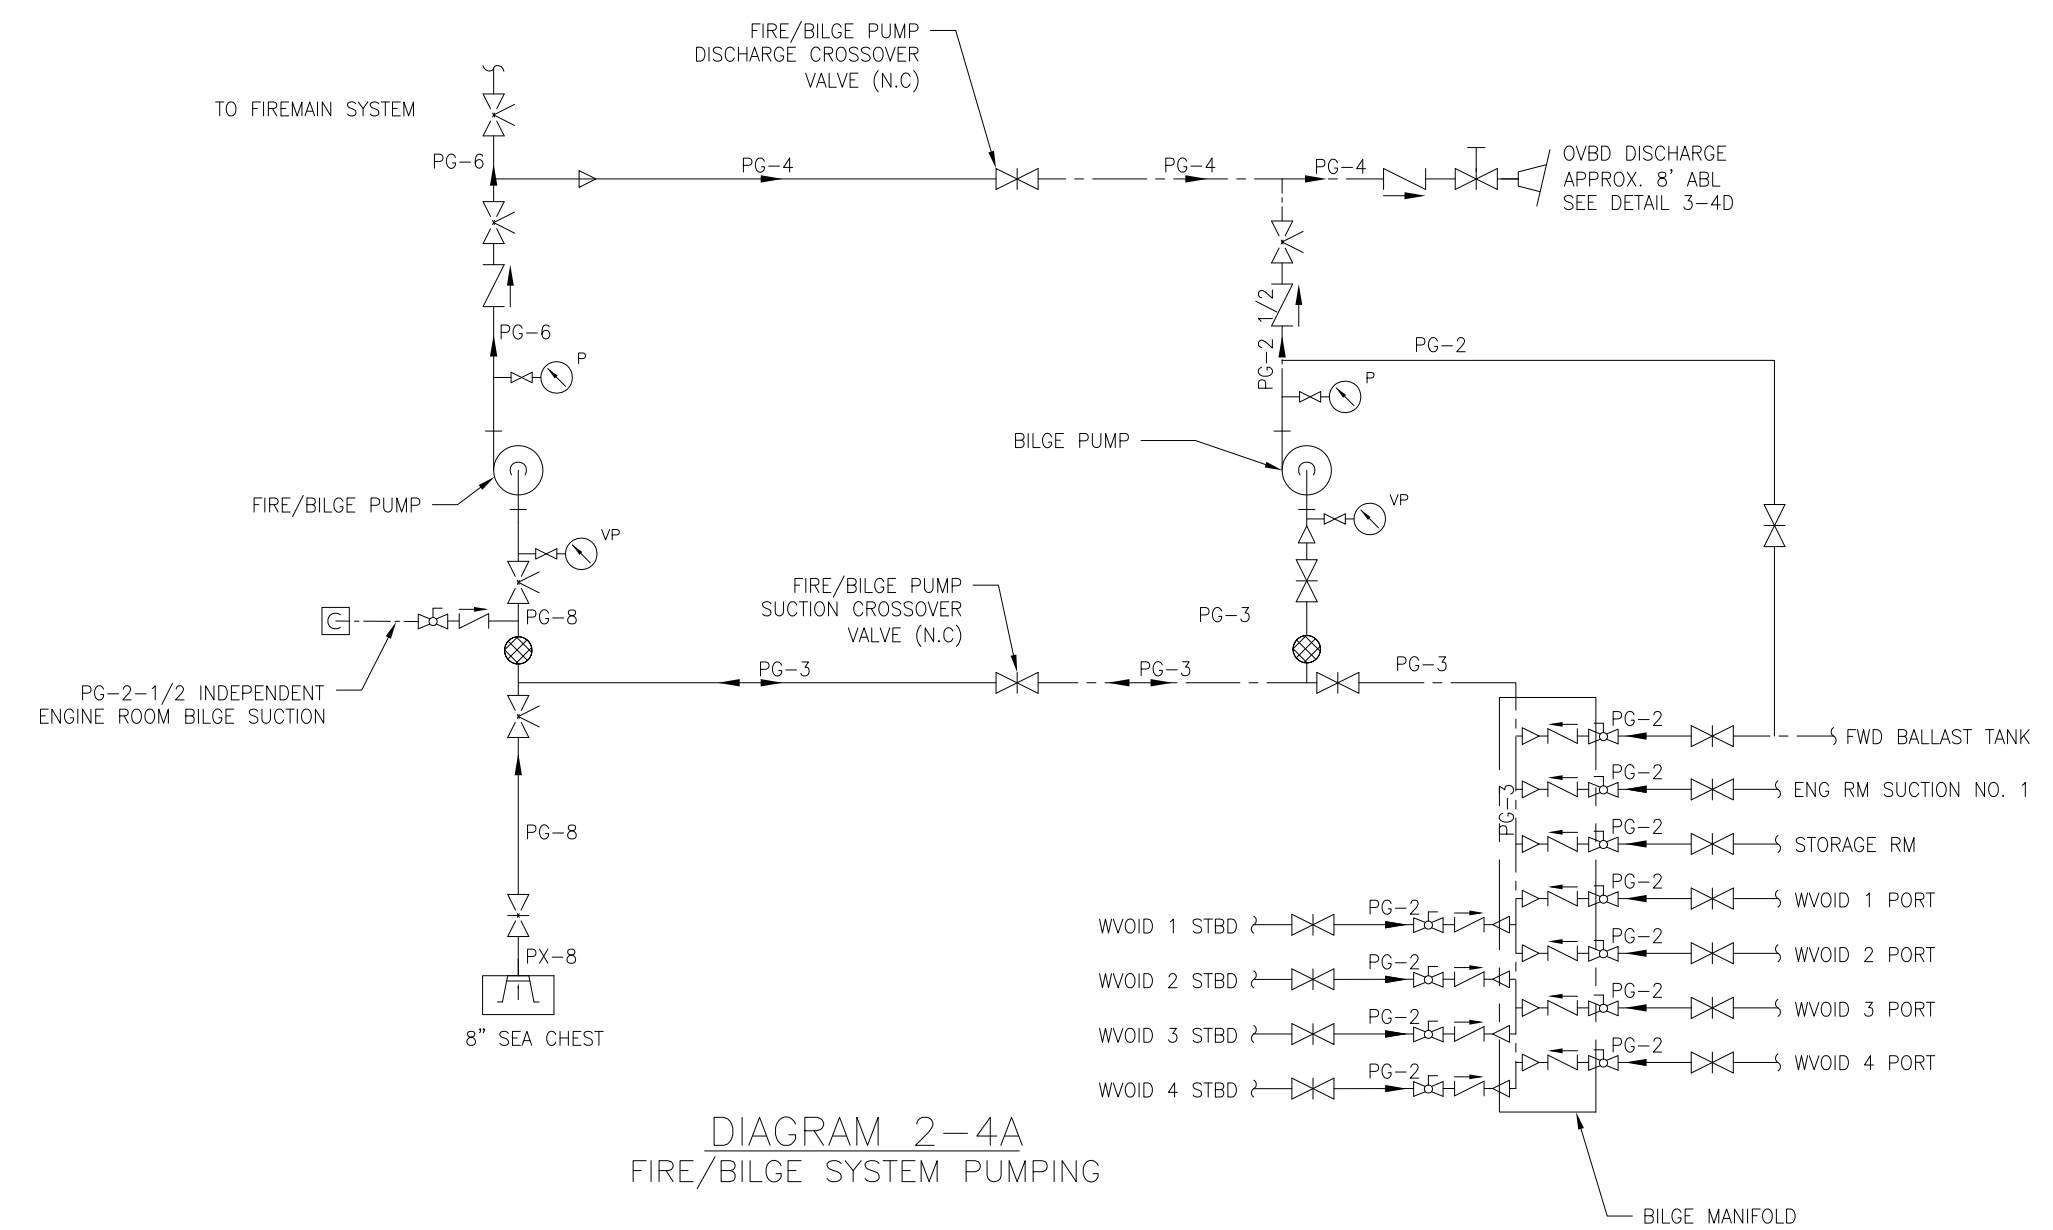 FIRE/BILGE PUMP
DISCHARGE CROSSOVER
VALVE (N.C)
TO FIREMAIN SYSTEM
PG-6
PG-4
PG-4
PG-4
OVBD DISCHARGE
APPROX. 8' ABL
SEE DETAIL 3-4D
PG-6
PG-2 1/2
PG-2
P
P
BILGE PUMP
FIRE/BILGE PUMP
VP
VP
FIRE/BILGE PUMP
SUCTION CROSSOVER
VALVE (N.C)
C
PG-8
PG-3
PG-2-1/2 INDEPENDENT
ENGINE ROOM BILGE SUCTION
PG-3
PG-3
PG-3
PG-2
FWD BALLAST TANK
PG-2
ENG RM SUCTION NO. 1
PG-3
PG-8
PG-2
STORAGE RM
PG-2
WVOID 1 PORT
WVOID 1 STBD
PG-2
PG-2
WVOID 2 PORT
PX-8
WVOID 2 STBD
PG-2
PG-2
WVOID 3 PORT
8" SEA CHEST
WVOID 3 STBD
PG-2
PG-2
WVOID 4 PORT
WVOID 4 STBD
PG-2
DIAGRAM 2-4A
FIRE/BILGE SYSTEM PUMPING
BILGE MANIFOLD